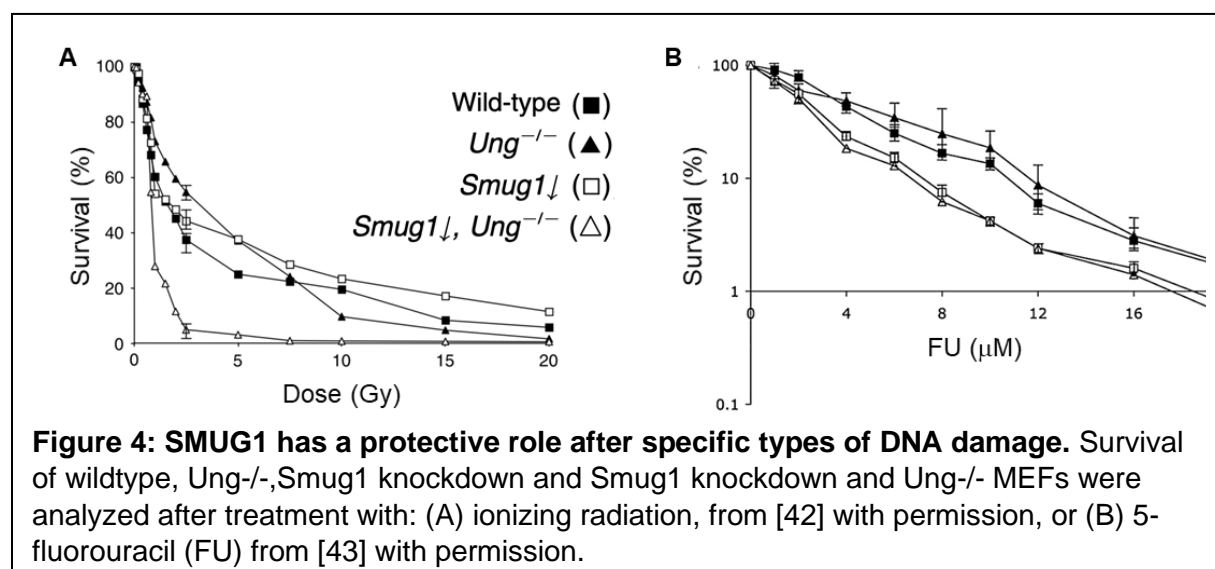 A
B
100
80
60
40
20
0
Survival (%)
0 5 10 15 20
Dose (Gy)
Wild-type (■)
Ung−/− (▲)
Smug1↓ (□)
Smug1↓, Ung−/− (△)
100
10
1
0.1
Survival (%)
0 4 8 12 16
FU (μM)
Figure 4: SMUG1 has a protective role after specific types of DNA damage. Survival
of wildtype, Ung-/-,Smug1 knockdown and Smug1 knockdown and Ung-/- MEFs were
analyzed after treatment with: (A) ionizing radiation, from [42] with permission, or (B) 5-
fluorouracil (FU) from [43] with permission.